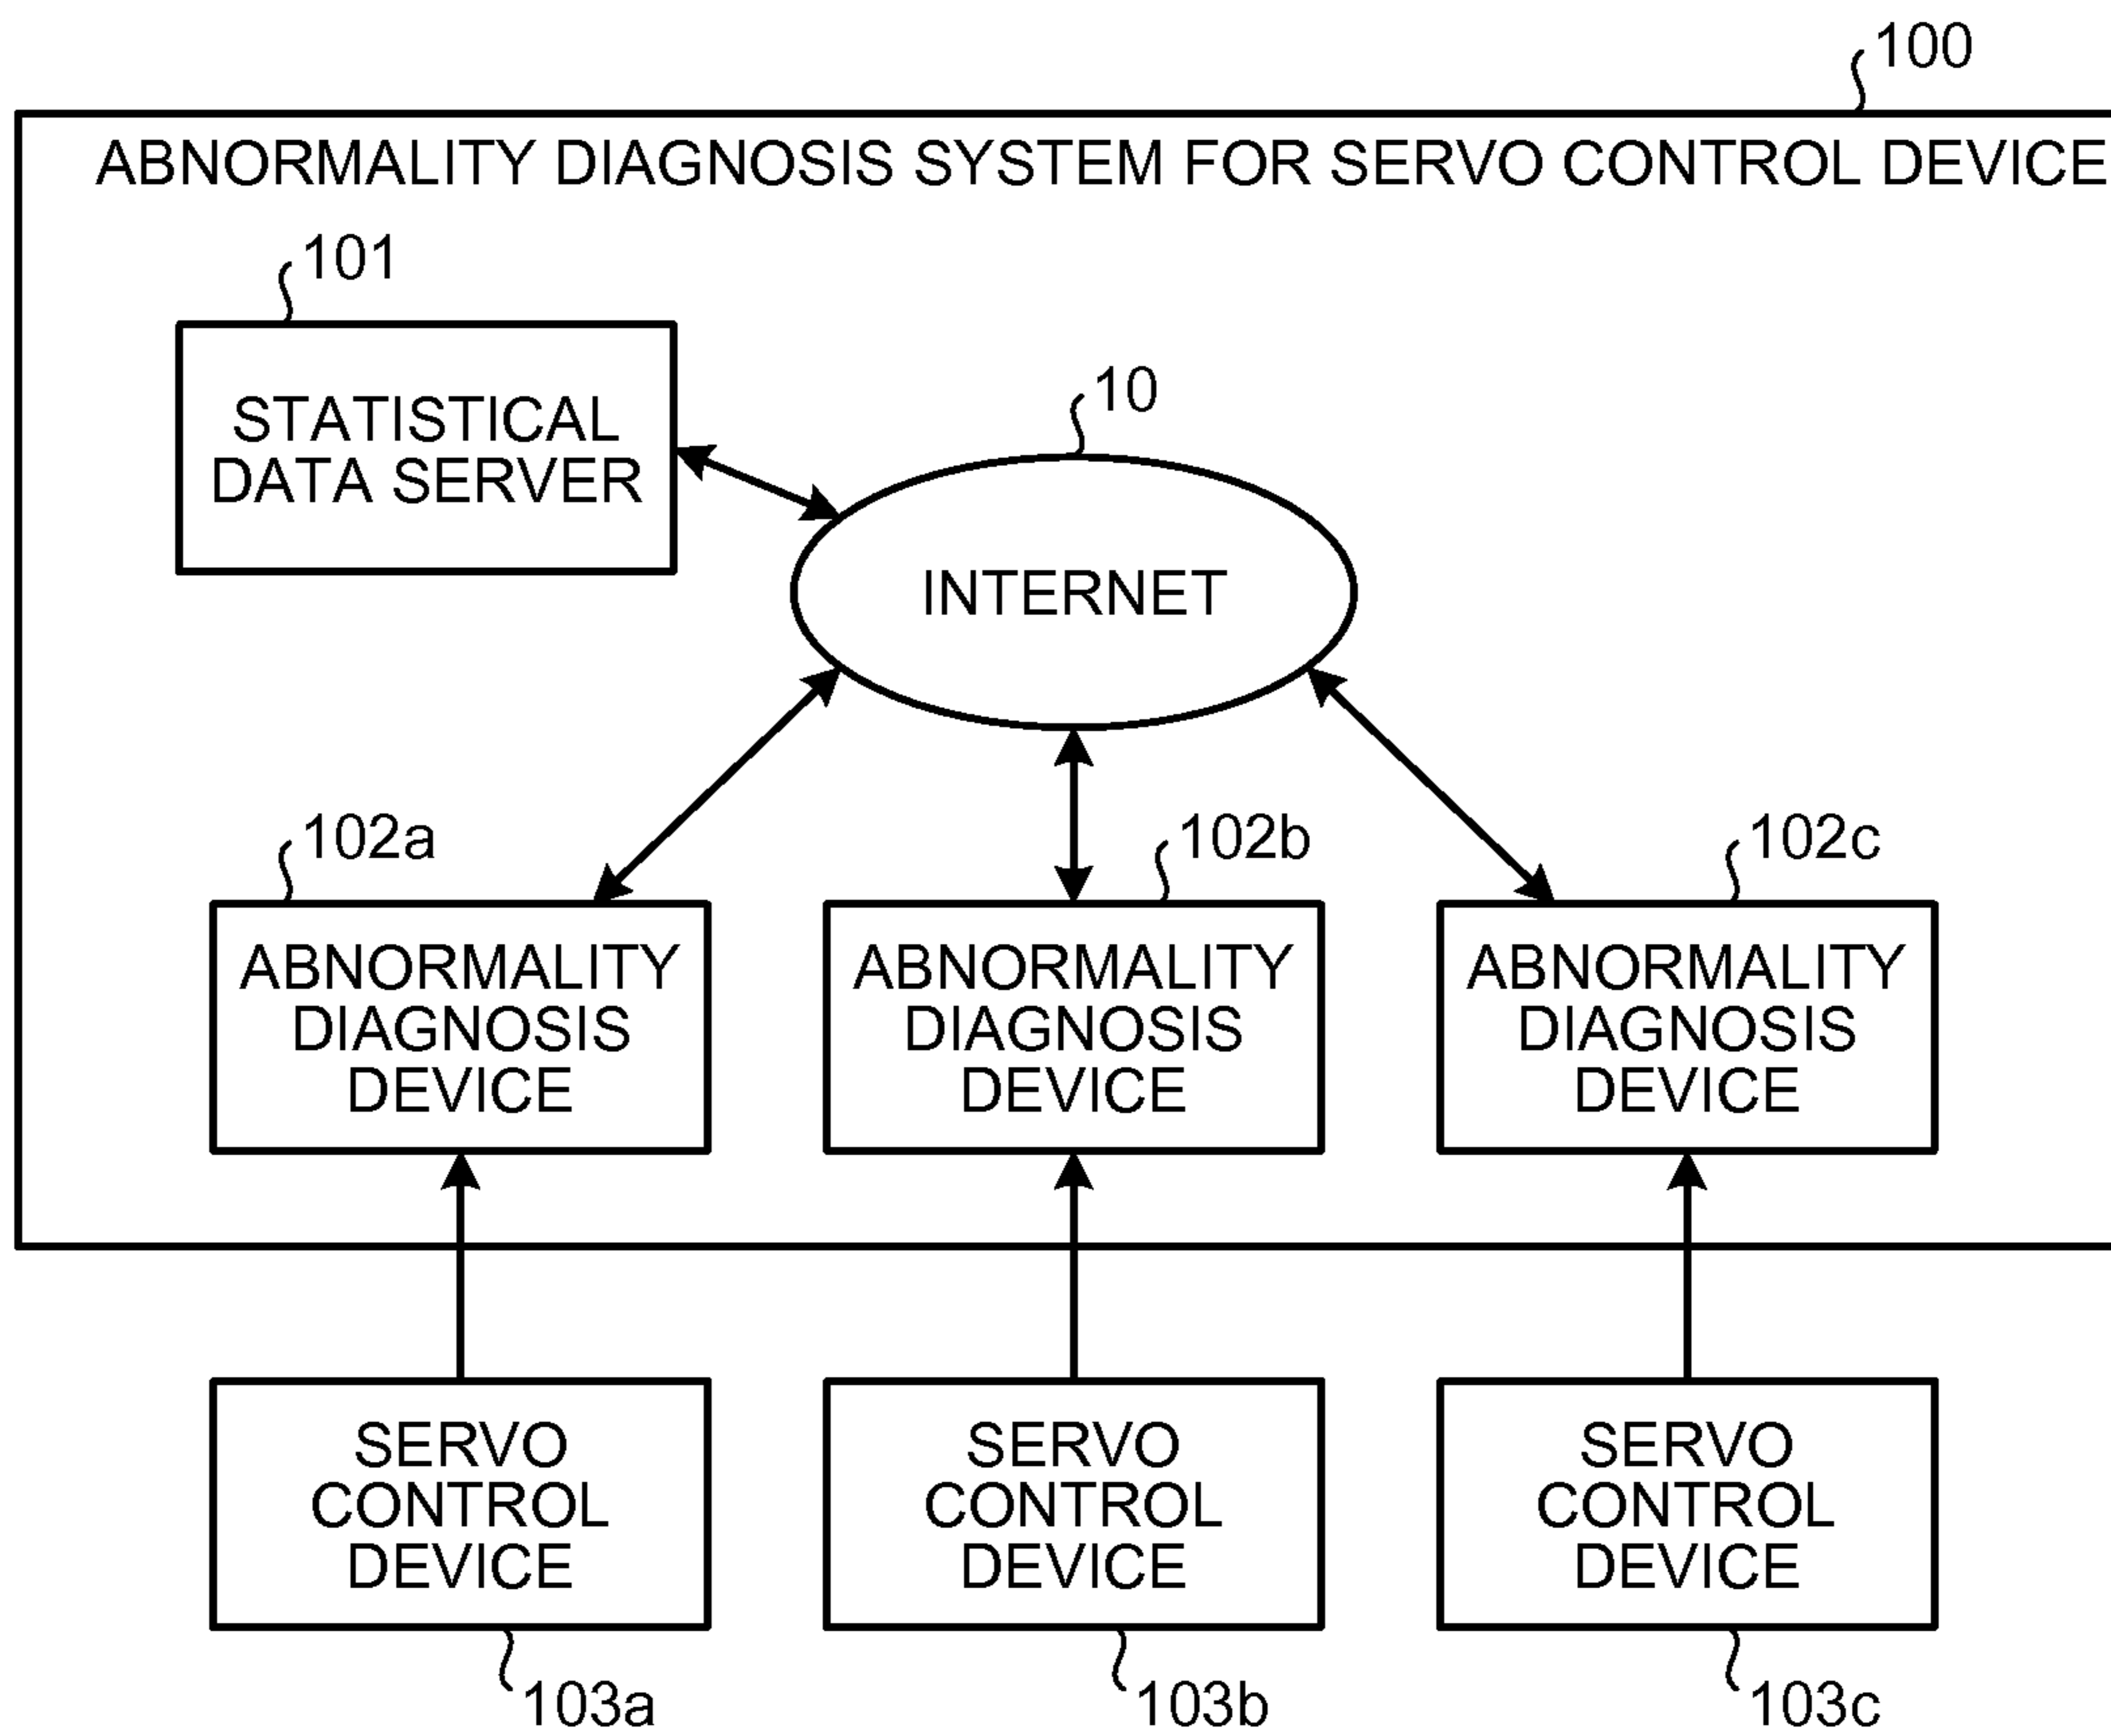 100
ABNORMALITY DIAGNOSIS SYSTEM FOR SERVO CONTROL DEVICE
101
STATISTICAL
DATA SERVER
10
INTERNET
102a
102b
102c
ABNORMALITY
DIAGNOSIS
DEVICE
ABNORMALITY
DIAGNOSIS
DEVICE
ABNORMALITY
DIAGNOSIS
DEVICE
SERVO
CONTROL
DEVICE
SERVO
CONTROL
DEVICE
SERVO
CONTROL
DEVICE
103a
103b
103c